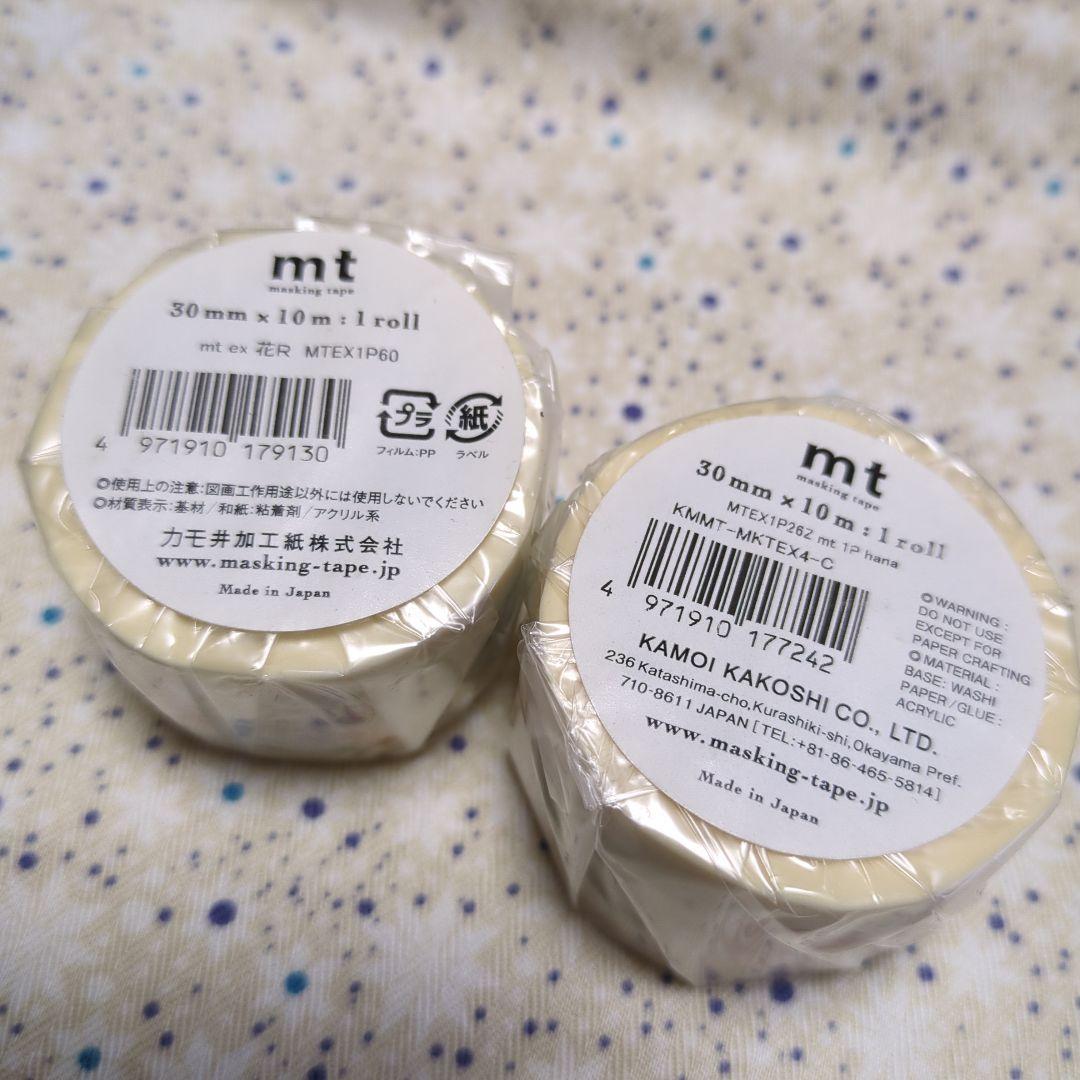 mt
masking tape
30mm × 10m : 1 roll
mt ex 花R MTEX1P60
4 971910 179130
プラ
紙
フィルム:PP
ラベル
◎使用上の注意:図画工作用途以外には使用しないでください
◎材質表示:基材/和紙:粘着剤/アクリル系
カモ井加工紙株式会社
www.masking-tape.jp
Made in Japan
mt
masking tape
30mm × 10m : 1 roll
MTEX1P26Z mt 1P hana
KMMT-MKTEX4-C
4 971910 177242
◎WARNING :
DO NOT USE
EXCEPT FOR
PAPER CRAFTING
◎MATERIAL :
BASE: WASHI
PAPER/GLUE :
ACRYLIC
KAMOI KAKOSHI CO., LTD.
236 Katashima-cho,Kurashiki-shi,Okayama Pref.
710-8611 JAPAN [TEL:+81-86-465-5814]
www.masking-tape.jp
Made in Japan